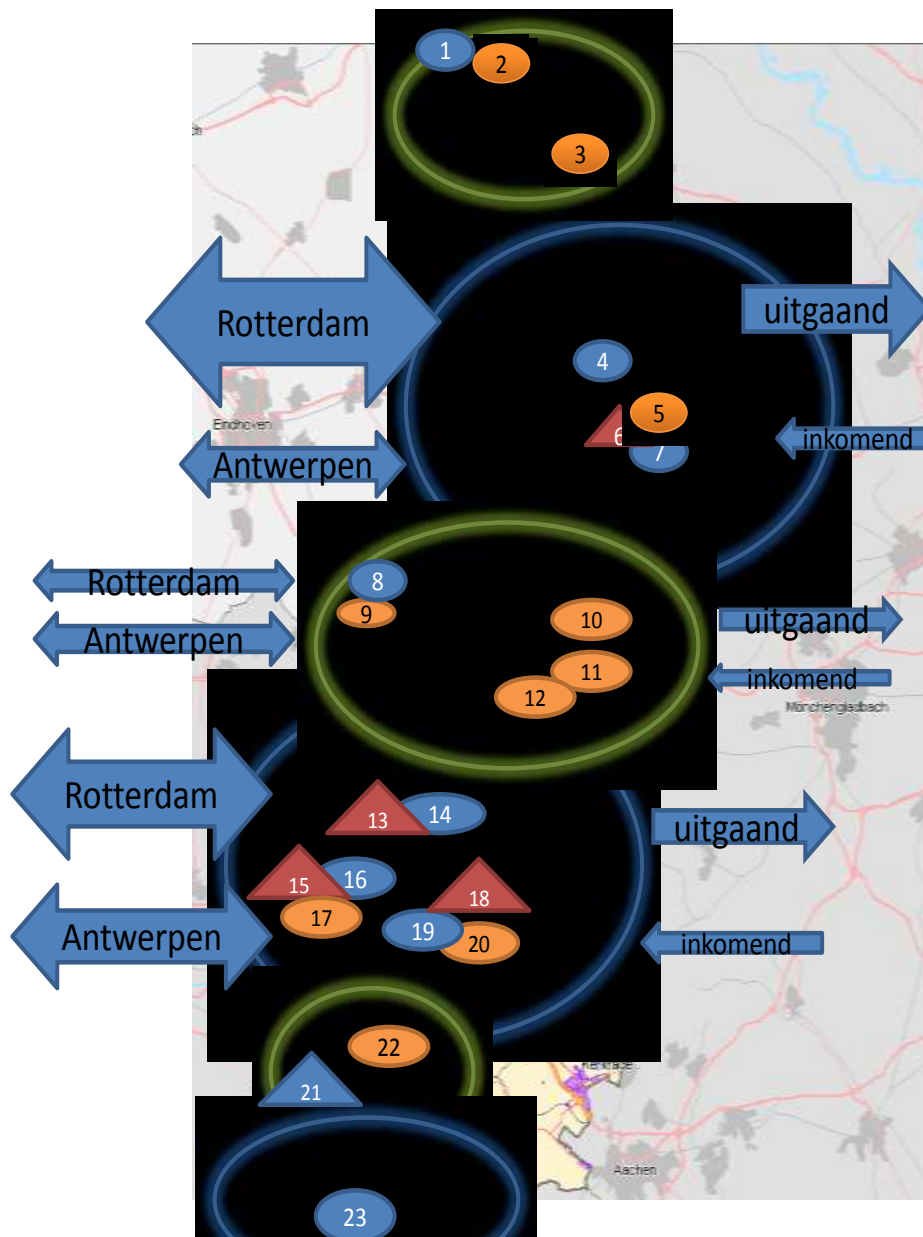 1
2
3
Rotterdam
uitgaand
4
5
6
7
Eindhoven
inkomend
Antwerpen
Rotterdam
8
9
10
Antwerpen
uitgaand
11
12
inkomend
Mönchengladbach
Rotterdam
13
14
uitgaand
15
16
17
18
19
20
Antwerpen
inkomend
22
21
Kerkrade
Aachen
23